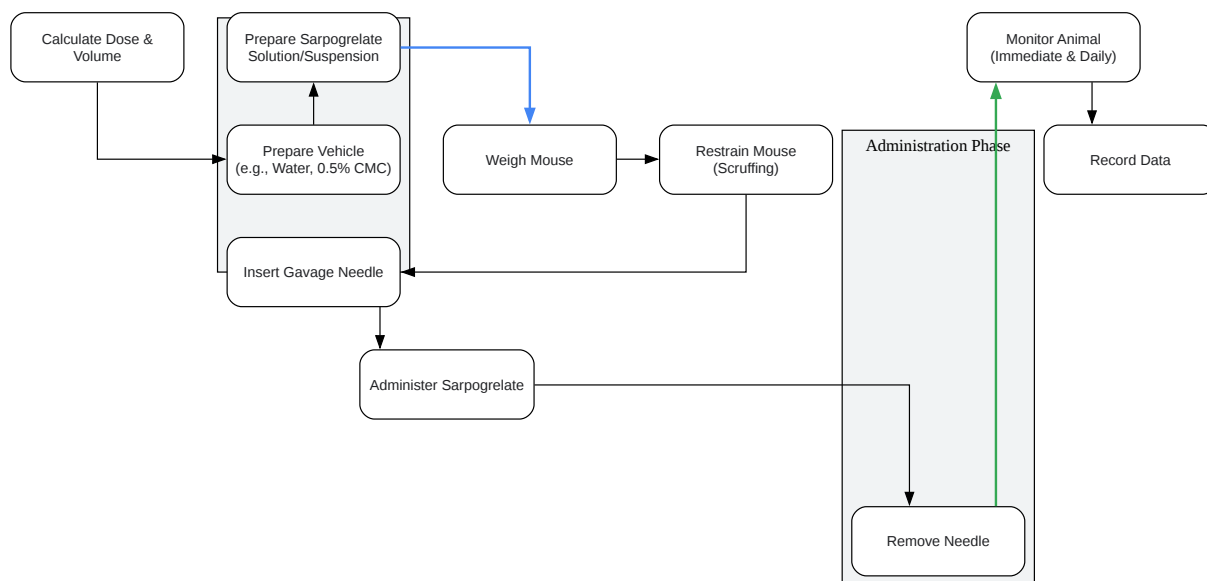 Calculate Dose &
Volume
Prepare Sarpogrelate
Solution/Suspension
Monitor Animal
(Immediate & Daily)
Prepare Vehicle
(e.g., Water, 0.5% CMC)
Weigh Mouse
Restrain Mouse
(Scruffing)
Administration Phase
Record Data
Insert Gavage Needle
Administer Sarpogrelate
Remove Needle